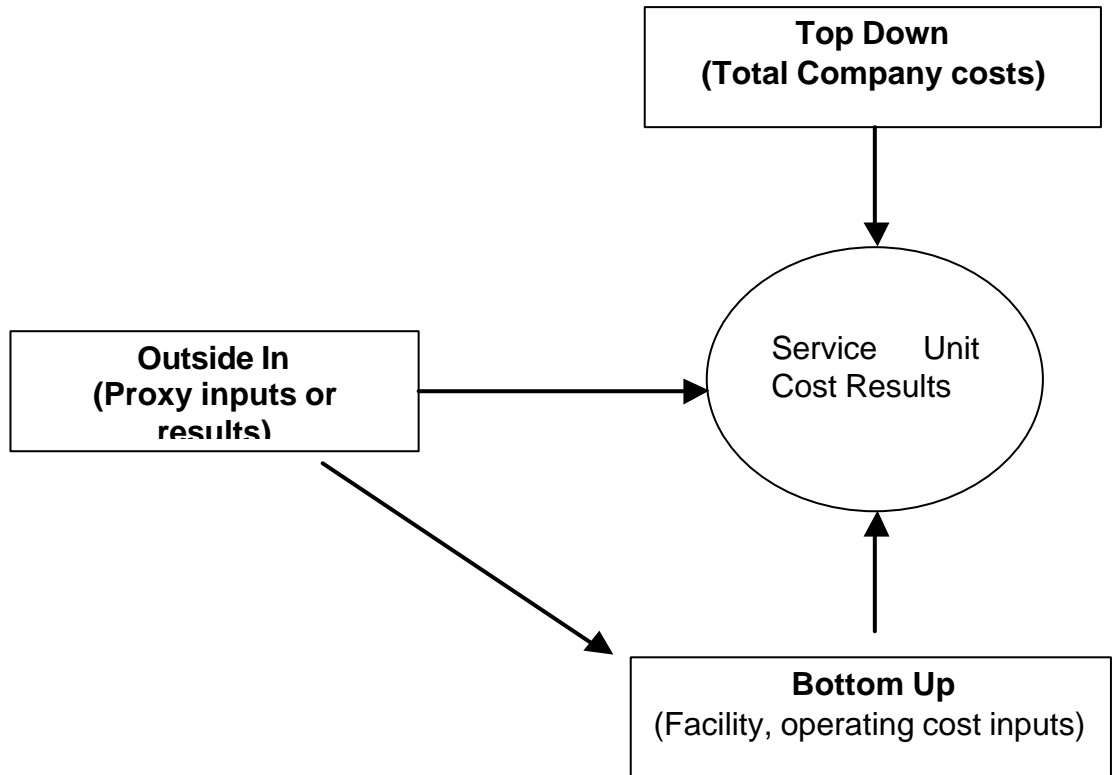 Top Down
(Total Company costs)
Outside In
(Proxy inputs or
results)
Service Unit
Cost Results
Bottom Up
(Facility, operating cost inputs)